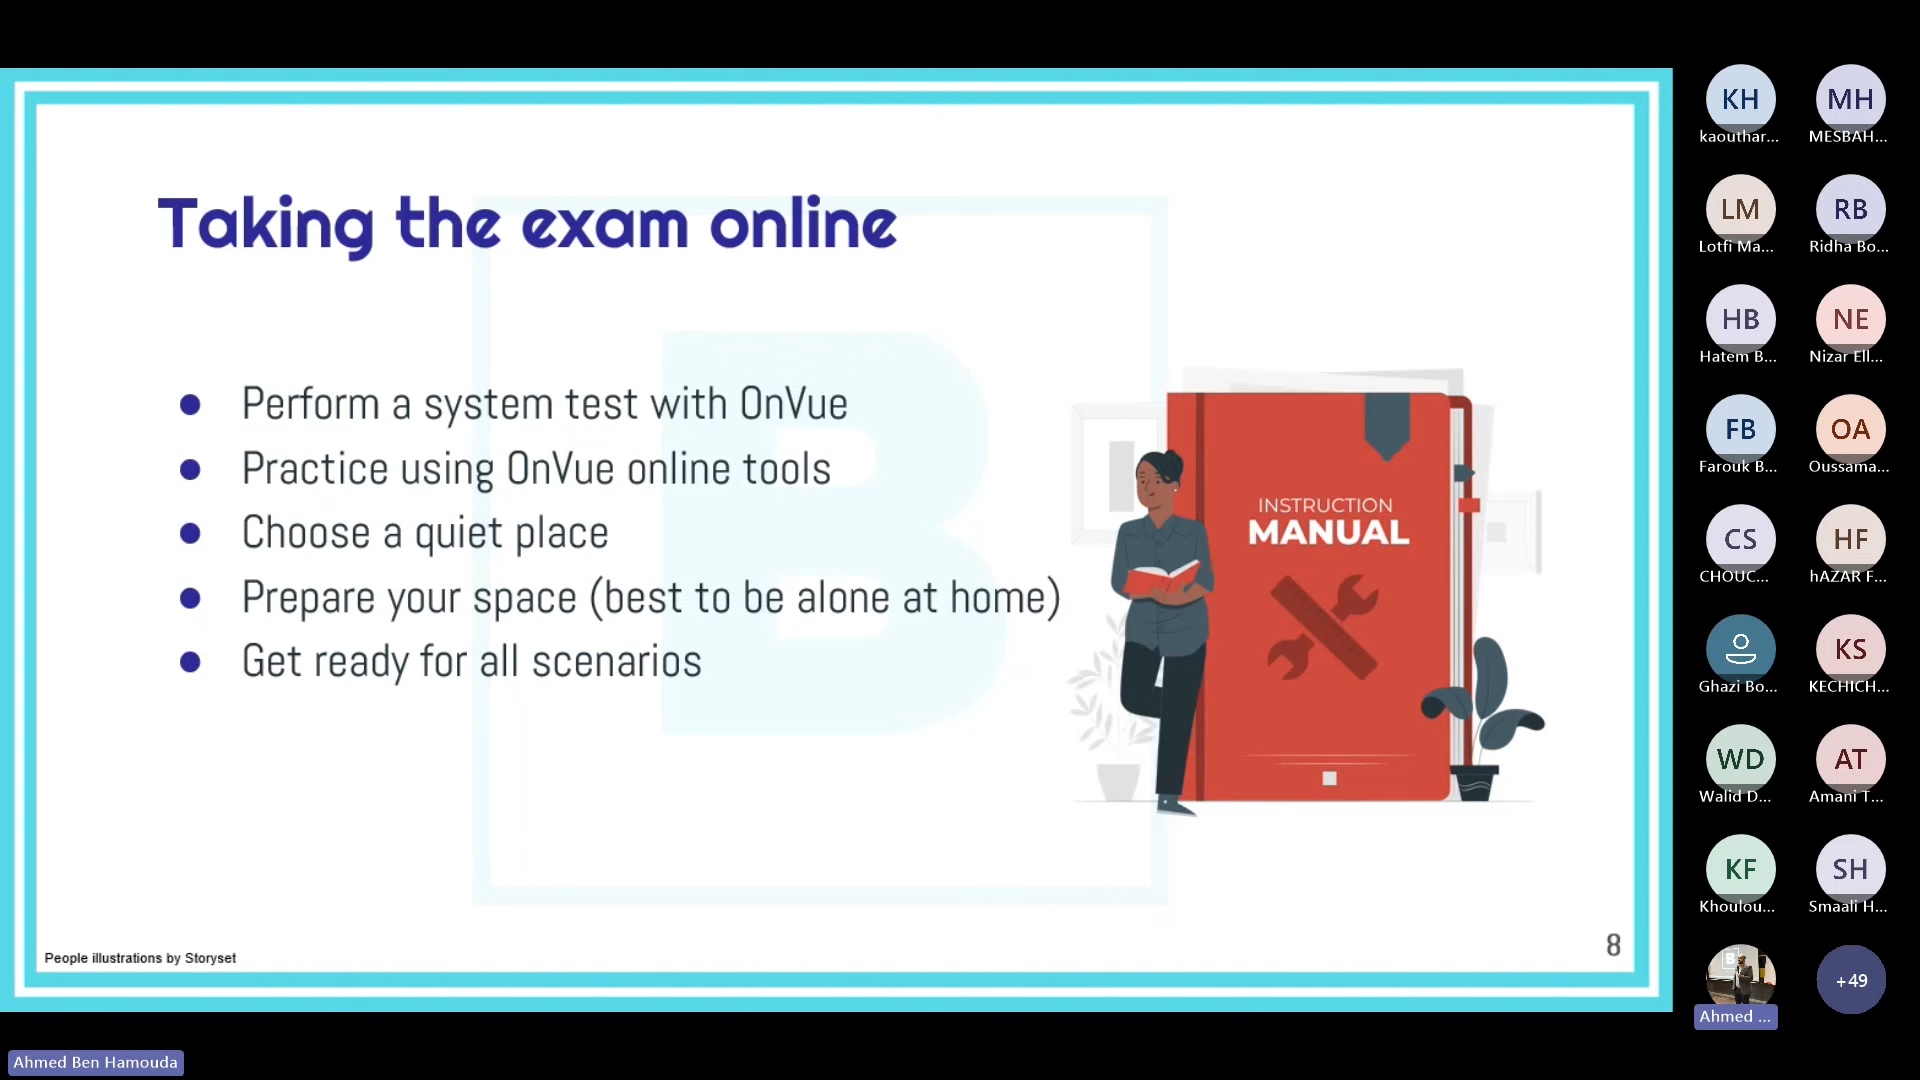 Taking the exam online
● Perform a system test with OnVue
● Practice using OnVue online tools
● Choose a quiet place
● Prepare your space (best to be alone at home)
● Get ready for all scenarios
INSTRUCTION
MANUAL
B
People illustrations by Storyset
8
KH
kaouthar...
MH
MESBAH...
LM
Lotfi Ma...
RB
Ridha Bo...
HB
Hatem B...
NE
Nizar Ell...
FB
Farouk B...
OA
Oussama...
CS
CHOUC...
HF
hAZAR F...
Ghazi Bo...
KS
KECHICH...
WD
Walid D...
AT
Amani T...
KF
Khoulou...
SH
Smaali H...
B
Ahmed ...
+49
Ahmed Ben Hamouda